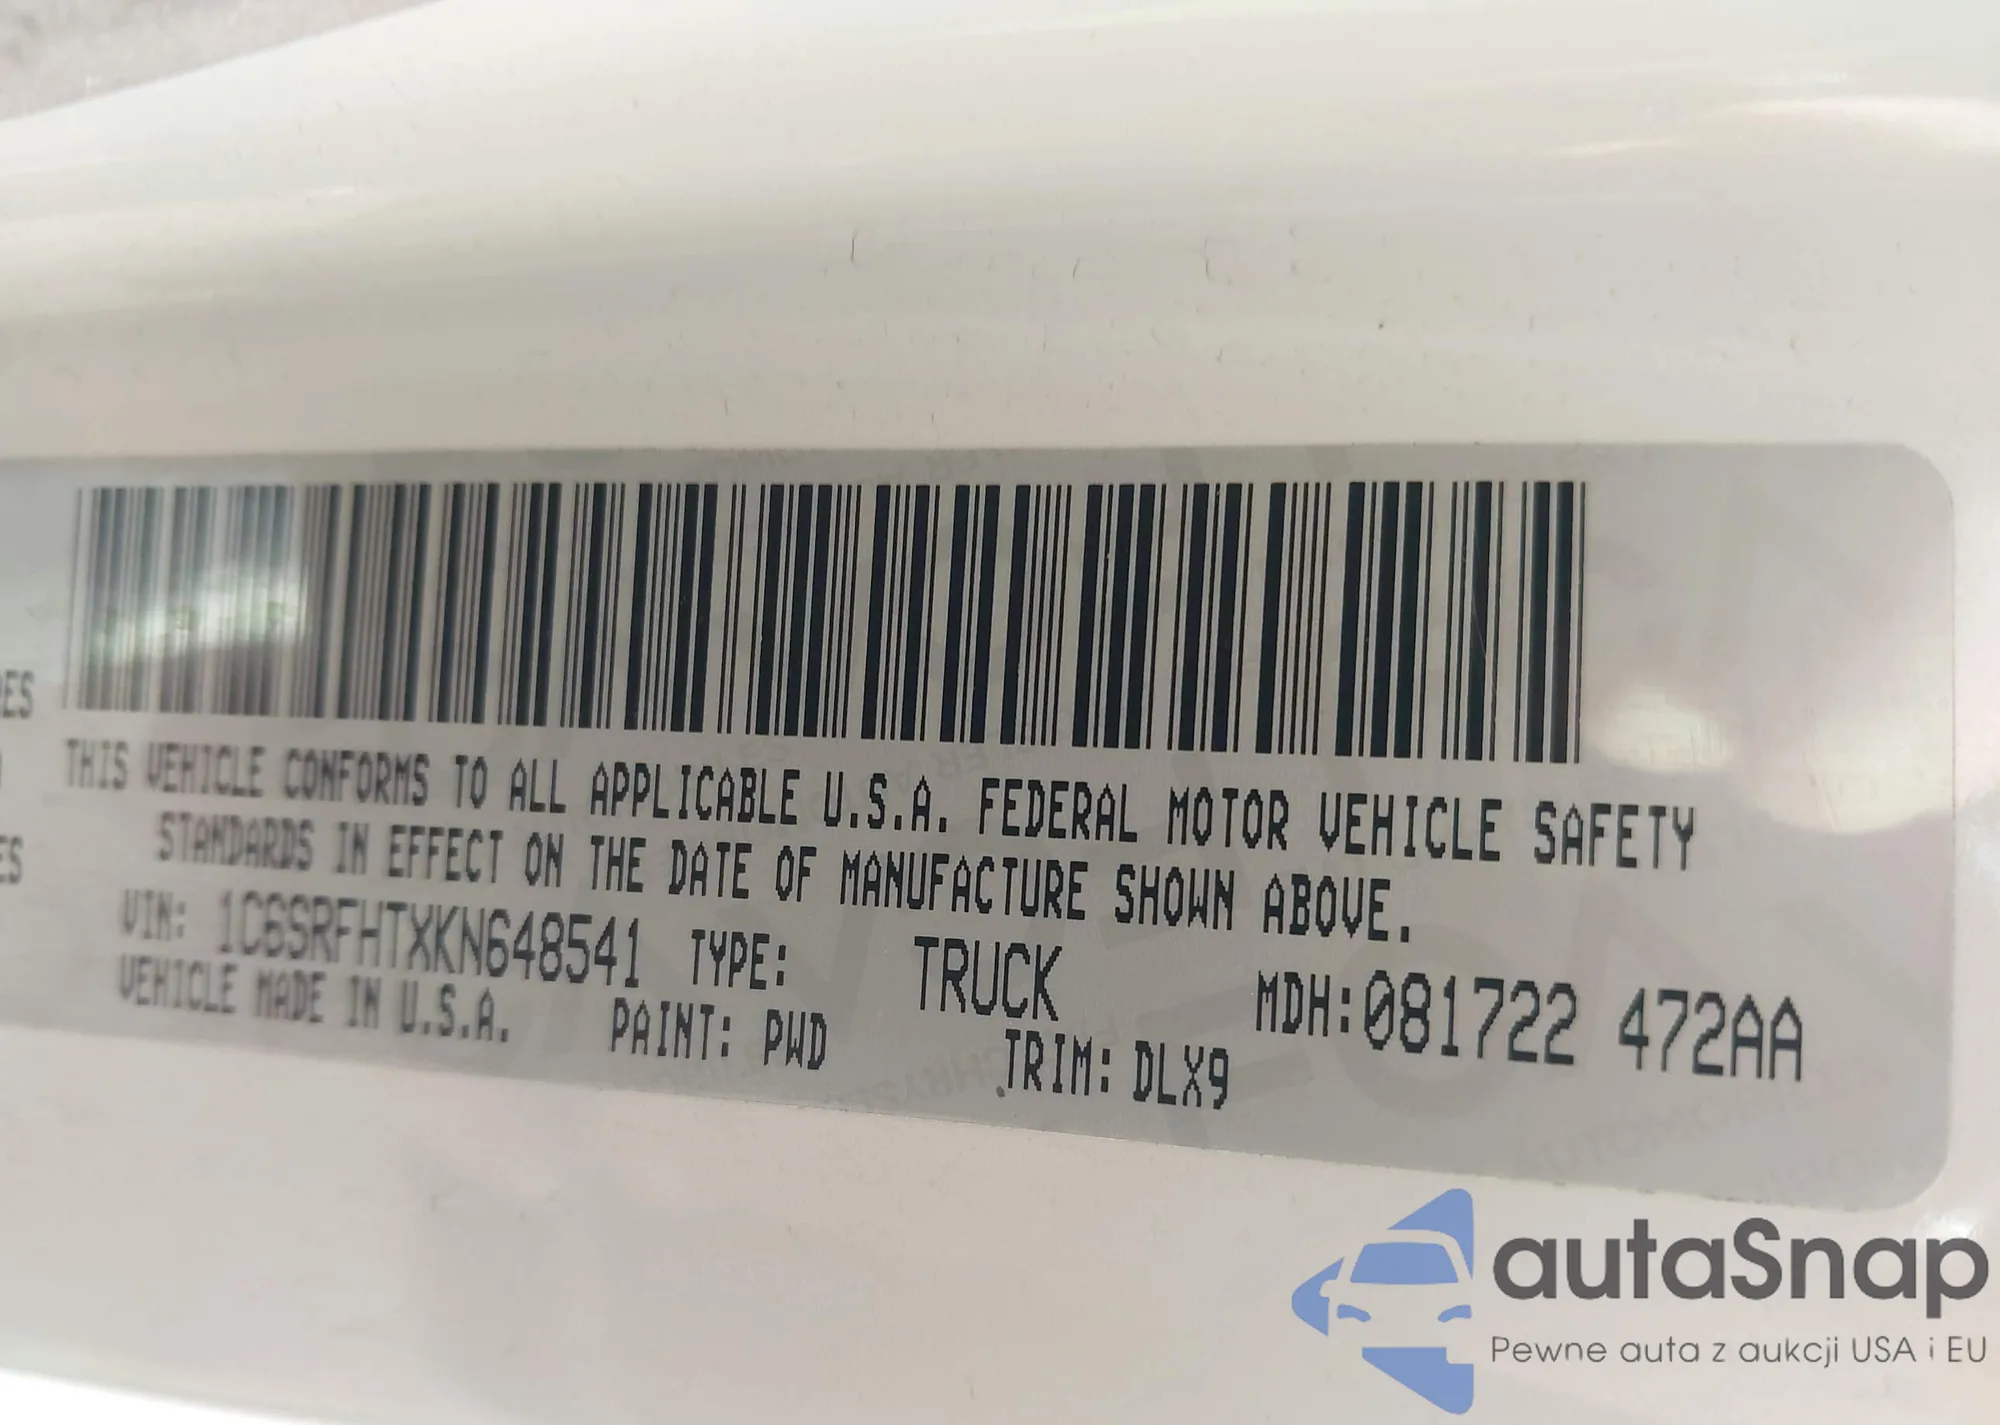 THIS VEHICLE CONFORMS TO ALL APPLICABLE U.S.A. FEDERAL MOTOR VEHICLE SAFETY
STANDARDS IN EFFECT ON THE DATE OF MANUFACTURE SHOWN ABOVE.
VIN: 1C6SRFHTXKN648541 TYPE: TRUCK MDH:081722 472AA
VEHICLE MADE IN U.S.A. PAINT: PWD TRIM: DLX9
autaSnap
Pewne auta z aukcji USA i EU